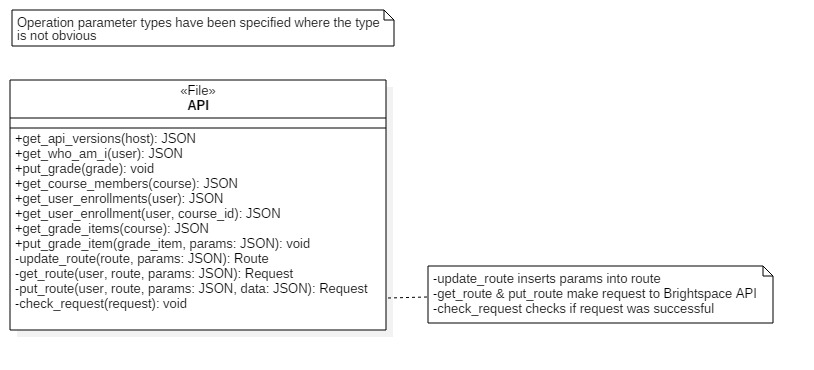 Operation parameter types have been specified where the type
is not obvious
«File»
API
+get_api_versions(host): JSON
+get_who_am_i(user): JSON
+put_grade(grade): void
+get_course_members(course): JSON
+get_user_enrollments(user): JSON
+get_user_enrollment(user, course_id): JSON
+get_grade_items(course): JSON
+put_grade_item(grade_item, params: JSON): void
-update_route(route, params: JSON): Route
-get_route(user, route, params: JSON): Request
-put_route(user, route, params: JSON, data: JSON): Request
-check_request(request): void
-update_route inserts params into route
-get_route & put_route make request to Brightspace API
-check_request checks if request was successful